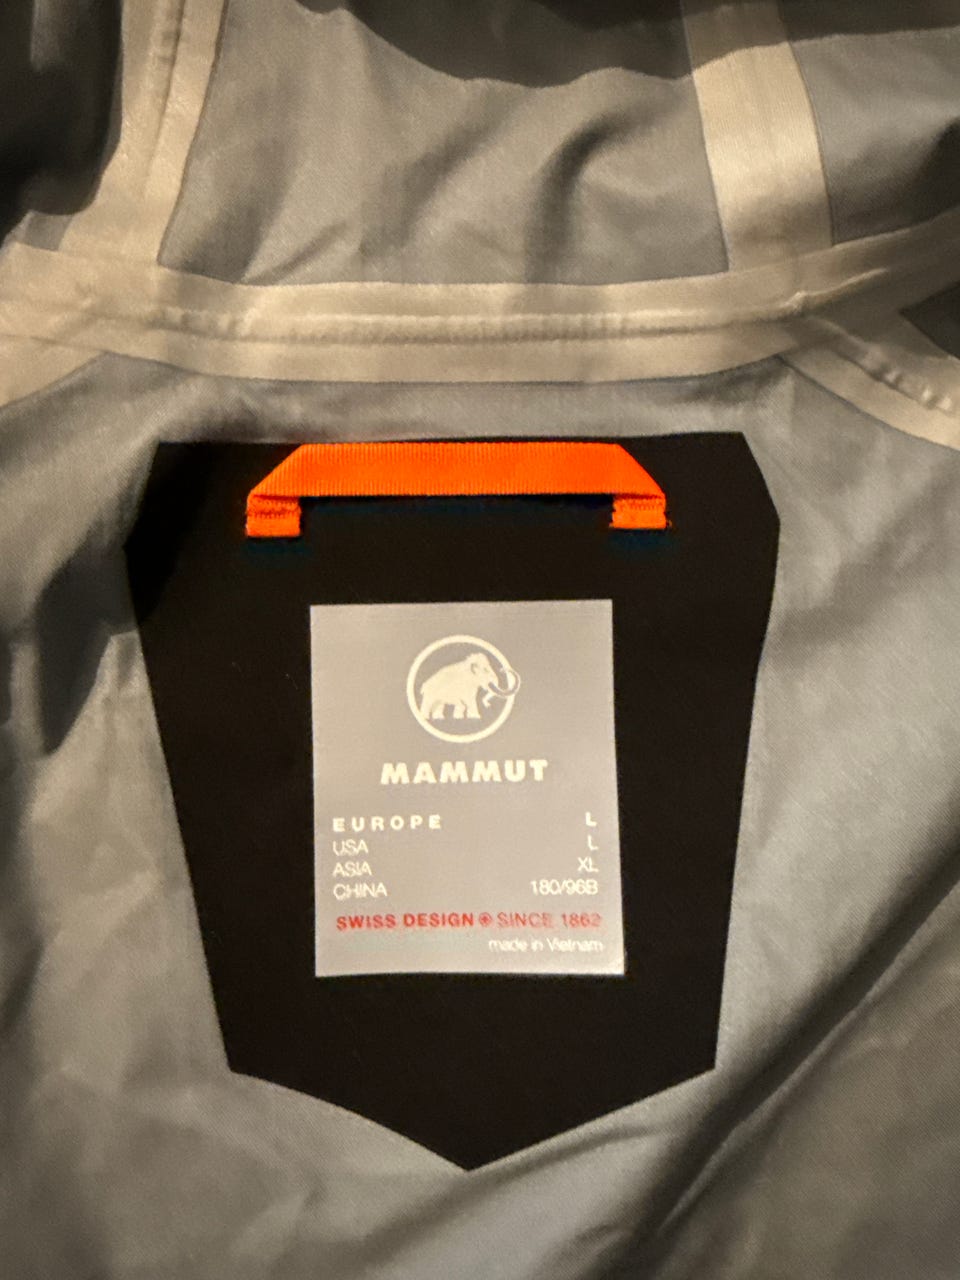 MAMMUT
EUROPE L
USA L
ASIA XL
CHINA 180/96B
SWISS DESIGN SINCE 1862
made in Vietnam